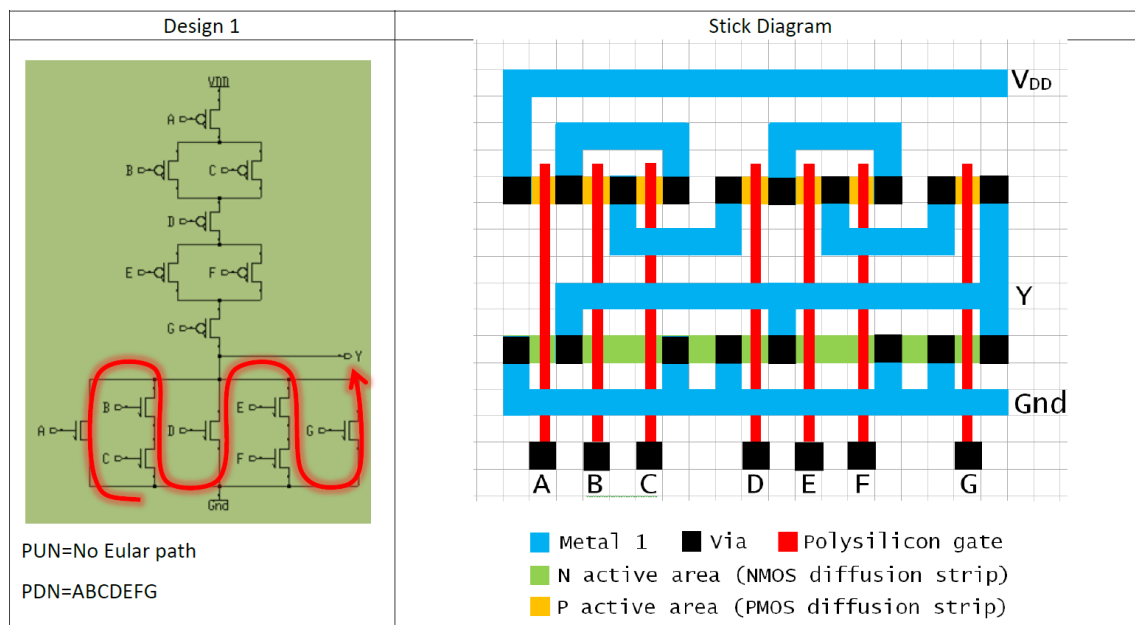 Design 1
Stick Diagram
VDD
A
B
C
D
E
F
G
Y
B
E
A
D
G
C
F
Gnd
PUN=No Eular path
PDN=ABCDEFG
VDD
Y
Gnd
A B C D E F G
Metal 1 Via Polysilicon gate
N active area (NMOS diffusion strip)
P active area (PMOS diffusion strip)